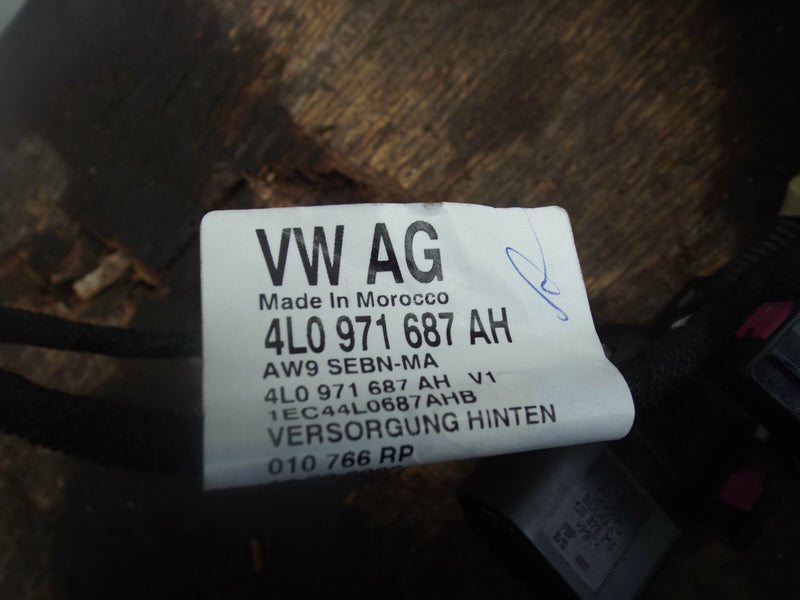 VW AG
Made In Morocco
4L0 971 687 AH
AW9 SEBN-MA
4L0 971 687 AH V1
1EC44L0687AHB
VERSORGUNG HINTEN
010 766 RP